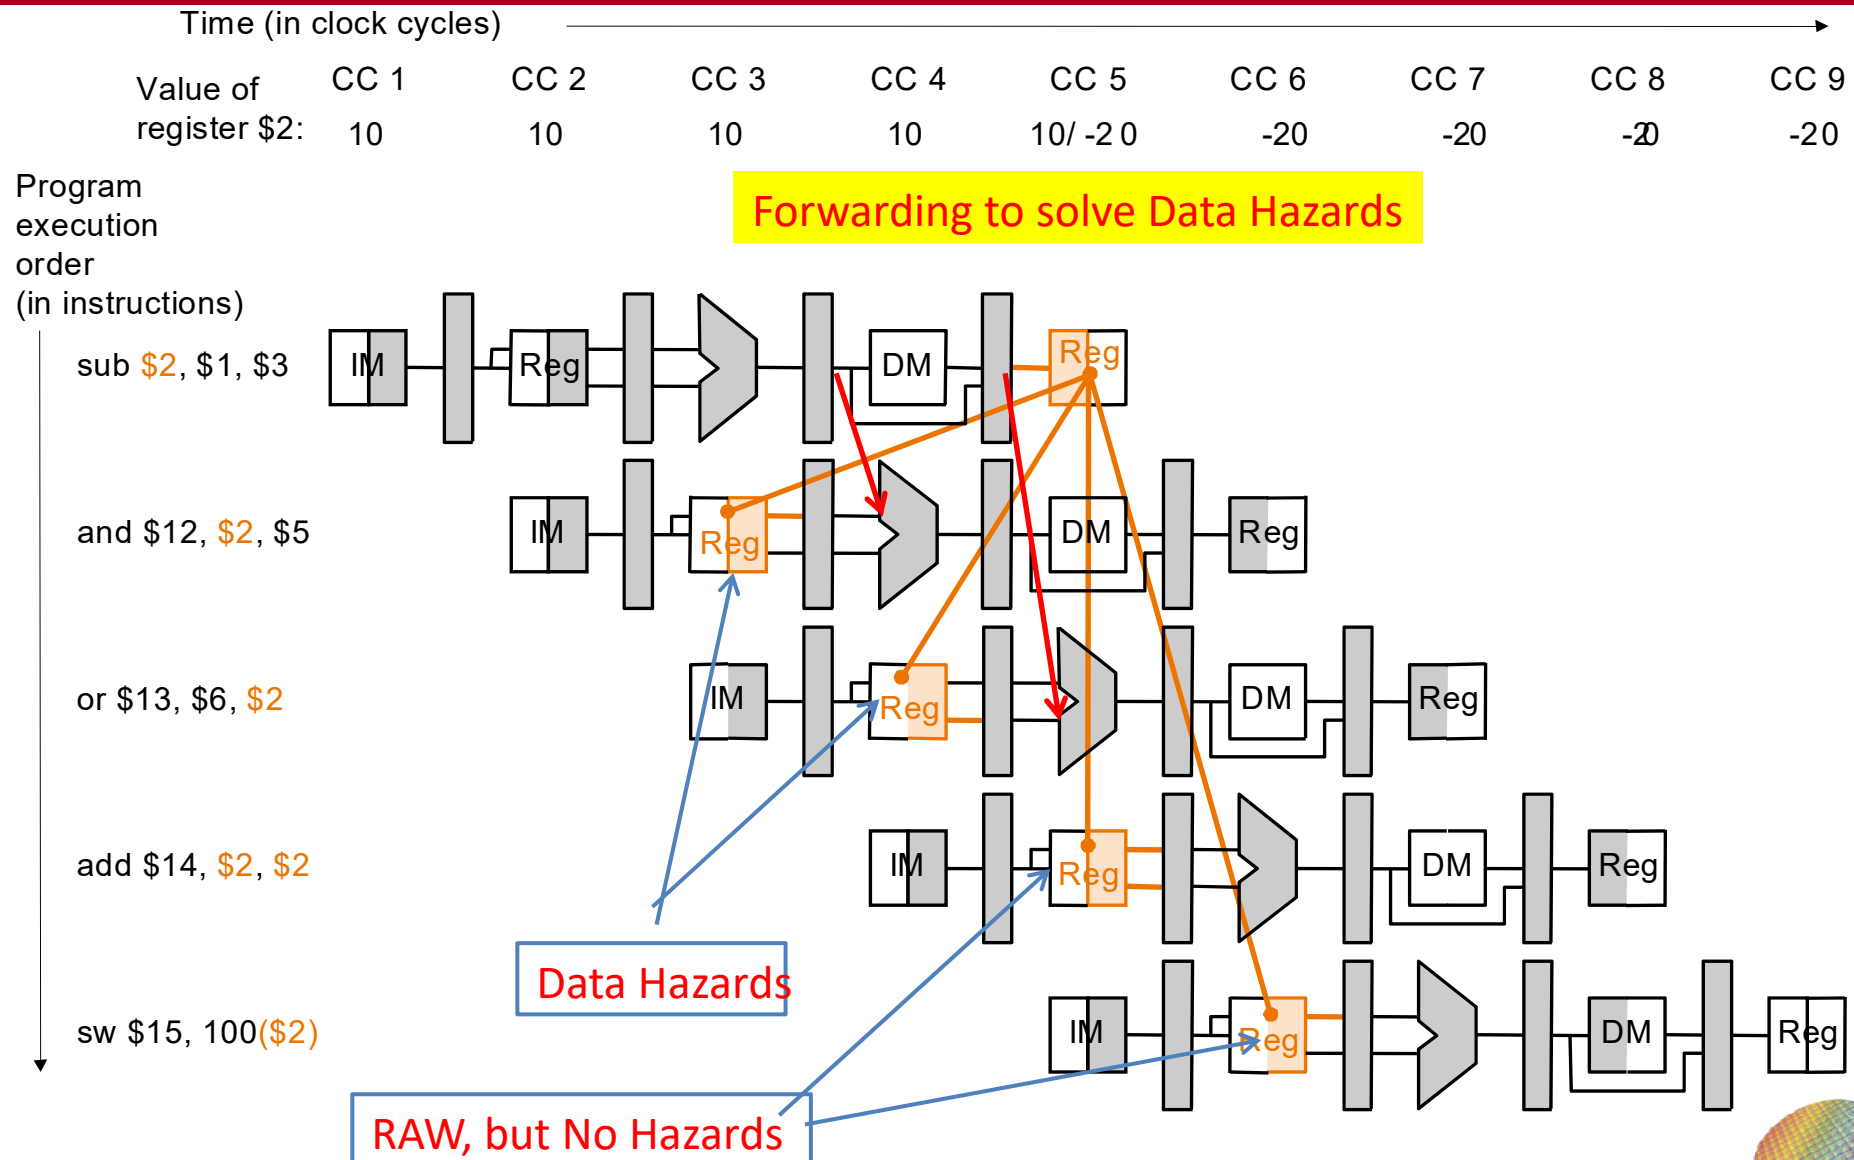 Time (in clock cycles)
CC 1 CC 2 CC 3 CC 4 CC 5 CC 6 CC 7 CC 8 CC 9
Value of
register $2: 10 10 10 10 10/ -2 0 -20 -20 -20 -20
Program
execution
order
(in instructions)
Forwarding to solve Data Hazards
sub $2, $1, $3 IM Reg DM Reg
and $12, $2, $5 IM Reg DM Reg
or $13, $6, $2 IM Reg DM Reg
add $14, $2, $2 IM Reg DM Reg
Data Hazards
sw $15, 100($2) IM Reg DM Reg
RAW, but No Hazards